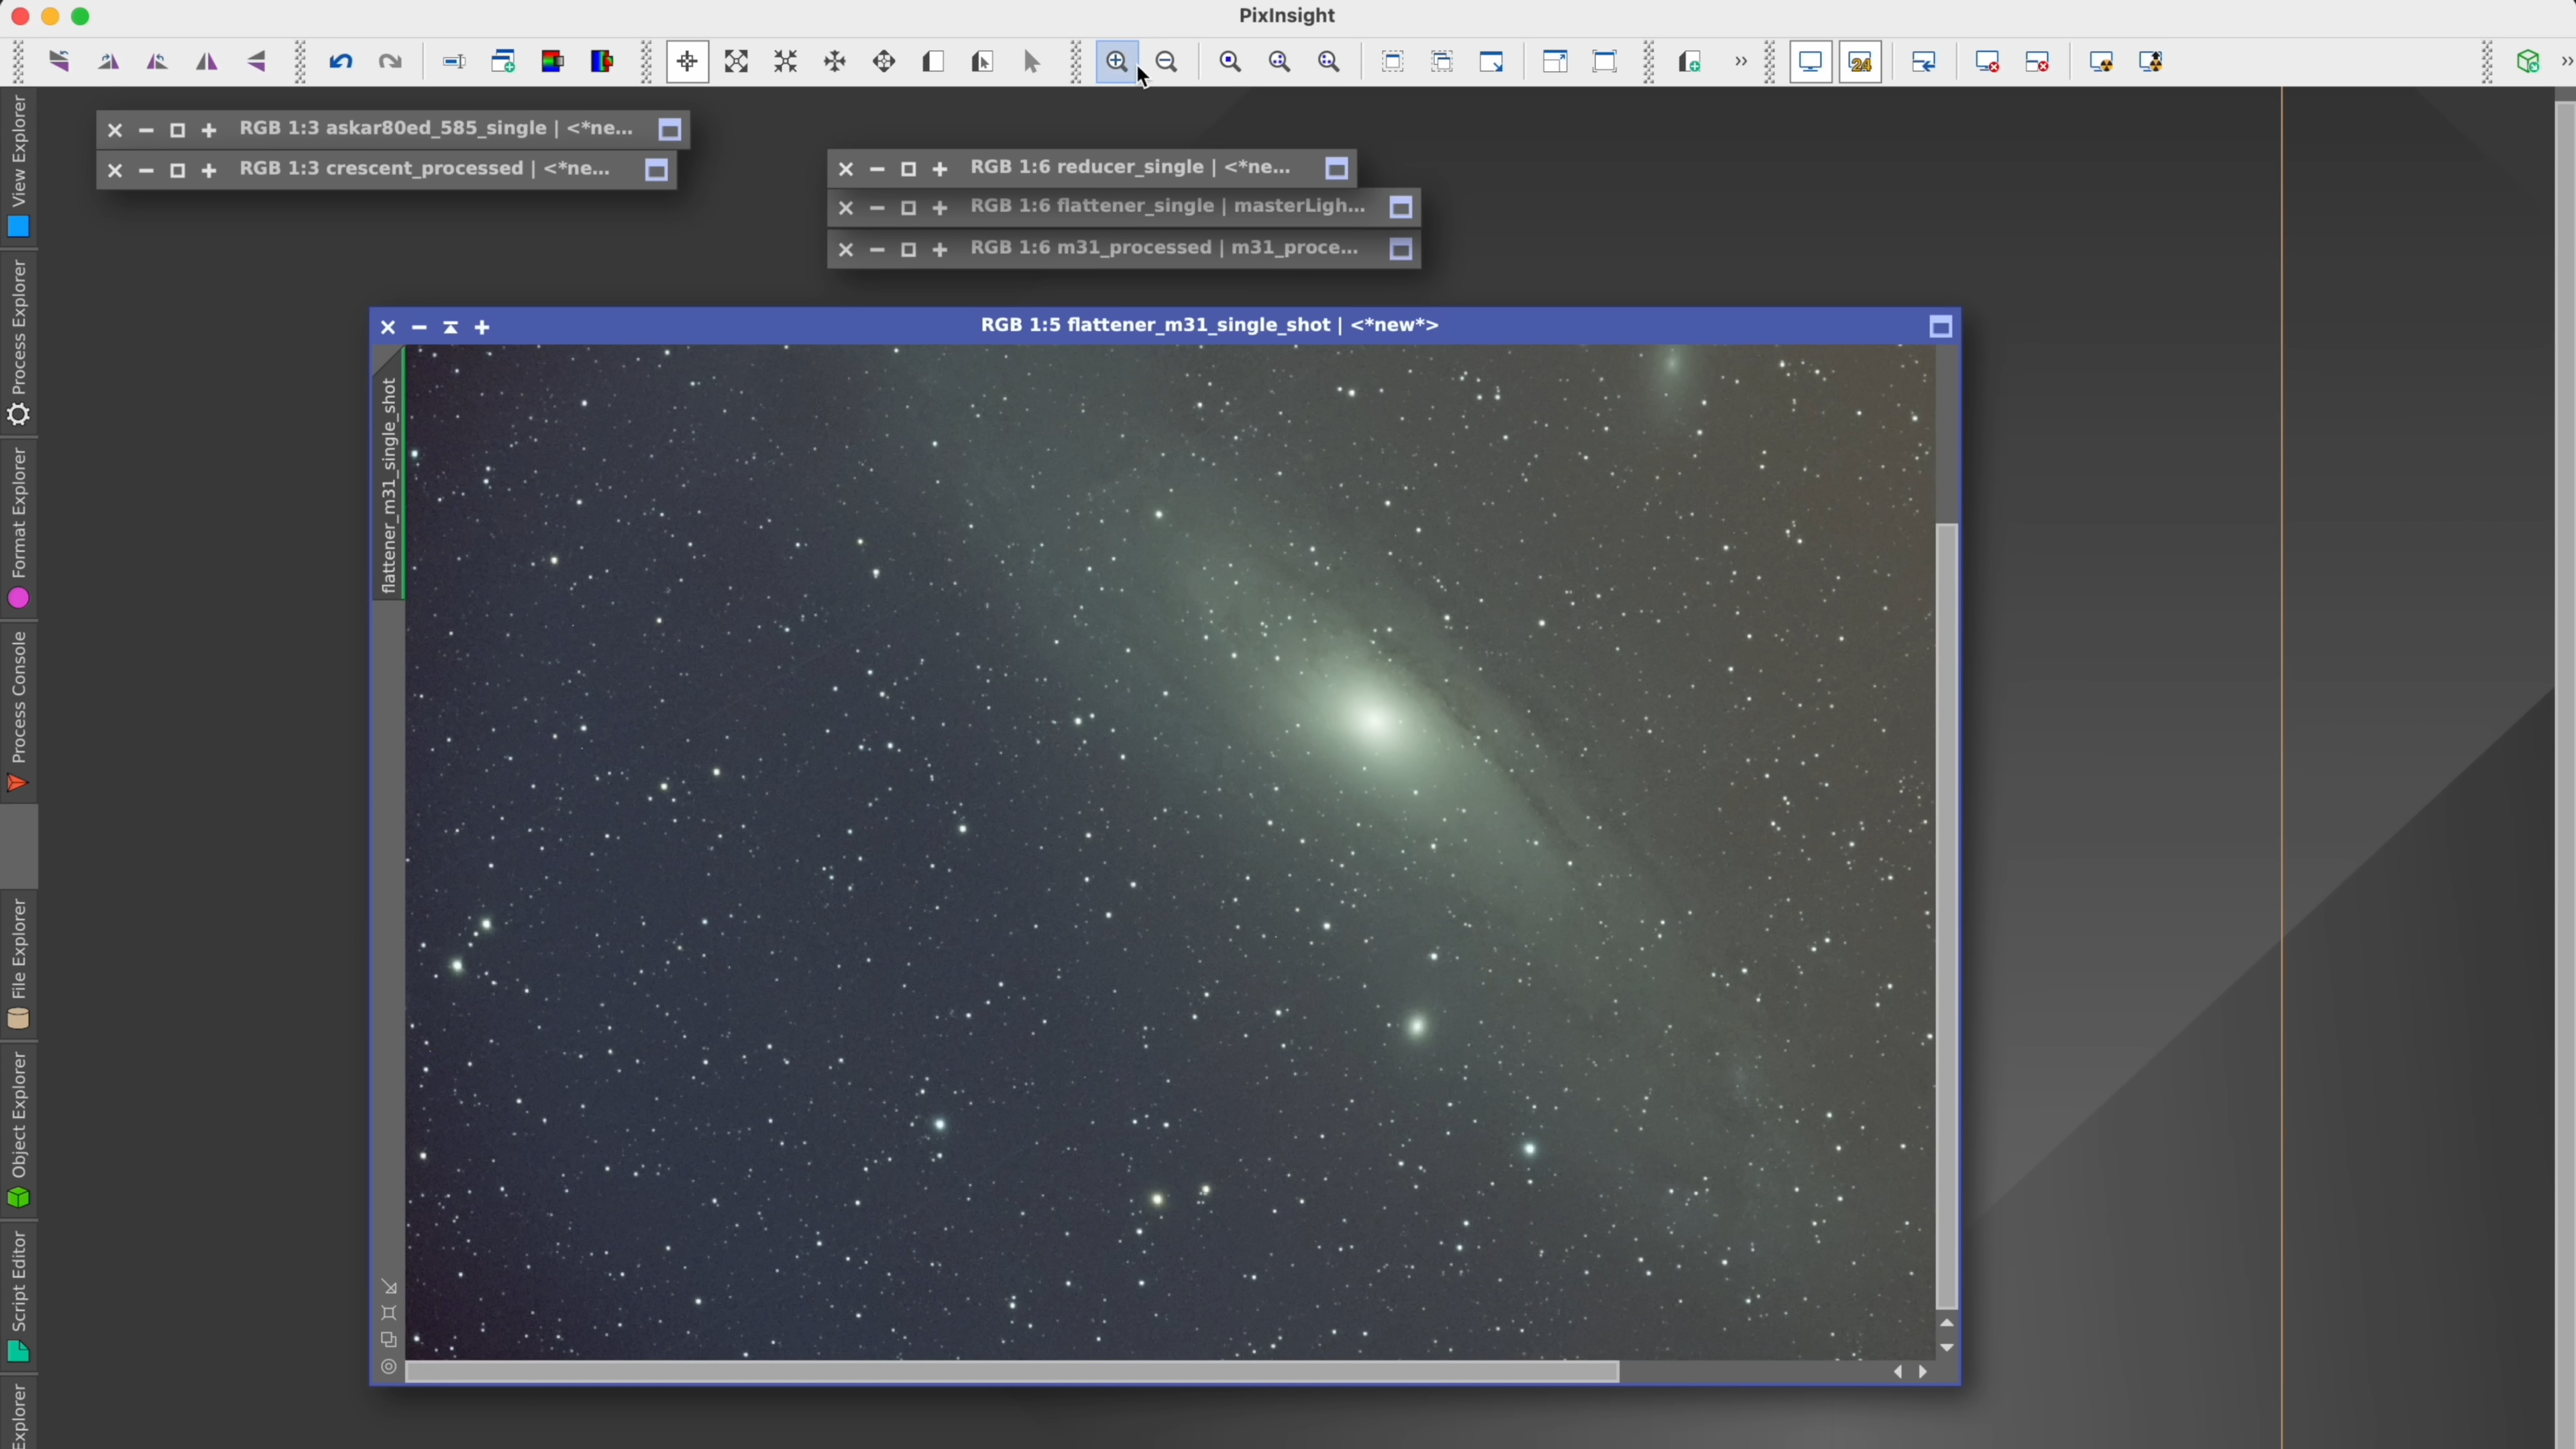 PixInsight
24
View Explorer
Process Explorer
Format Explorer
Process Console
File Explorer
Object Explorer
Script Editor
Explorer
RGB 1:3 askar80ed_585_single | <*ne...
RGB 1:3 crescent_processed | <*ne...
RGB 1:6 reducer_single | <*ne...
RGB 1:6 flattener_single | masterLigh...
RGB 1:6 m31_processed | m31_proce...
RGB 1:5 flattener_m31_single_shot | <*new*>
flattener_m31_single_shot